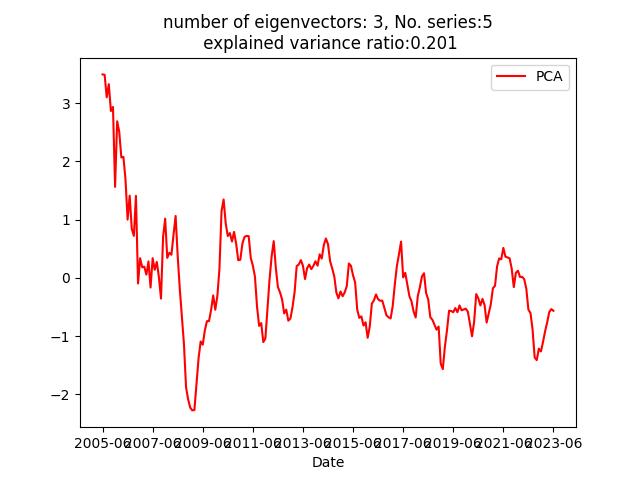 number of eigenvectors: 3, No. series:5
explained variance ratio:0.201
PCA
3
2
1
0
−1
−2
2005-06 2007-06 2009-06 2011-06 2013-06 2015-06 2017-06 2019-06 2021-06 2023-06
Date